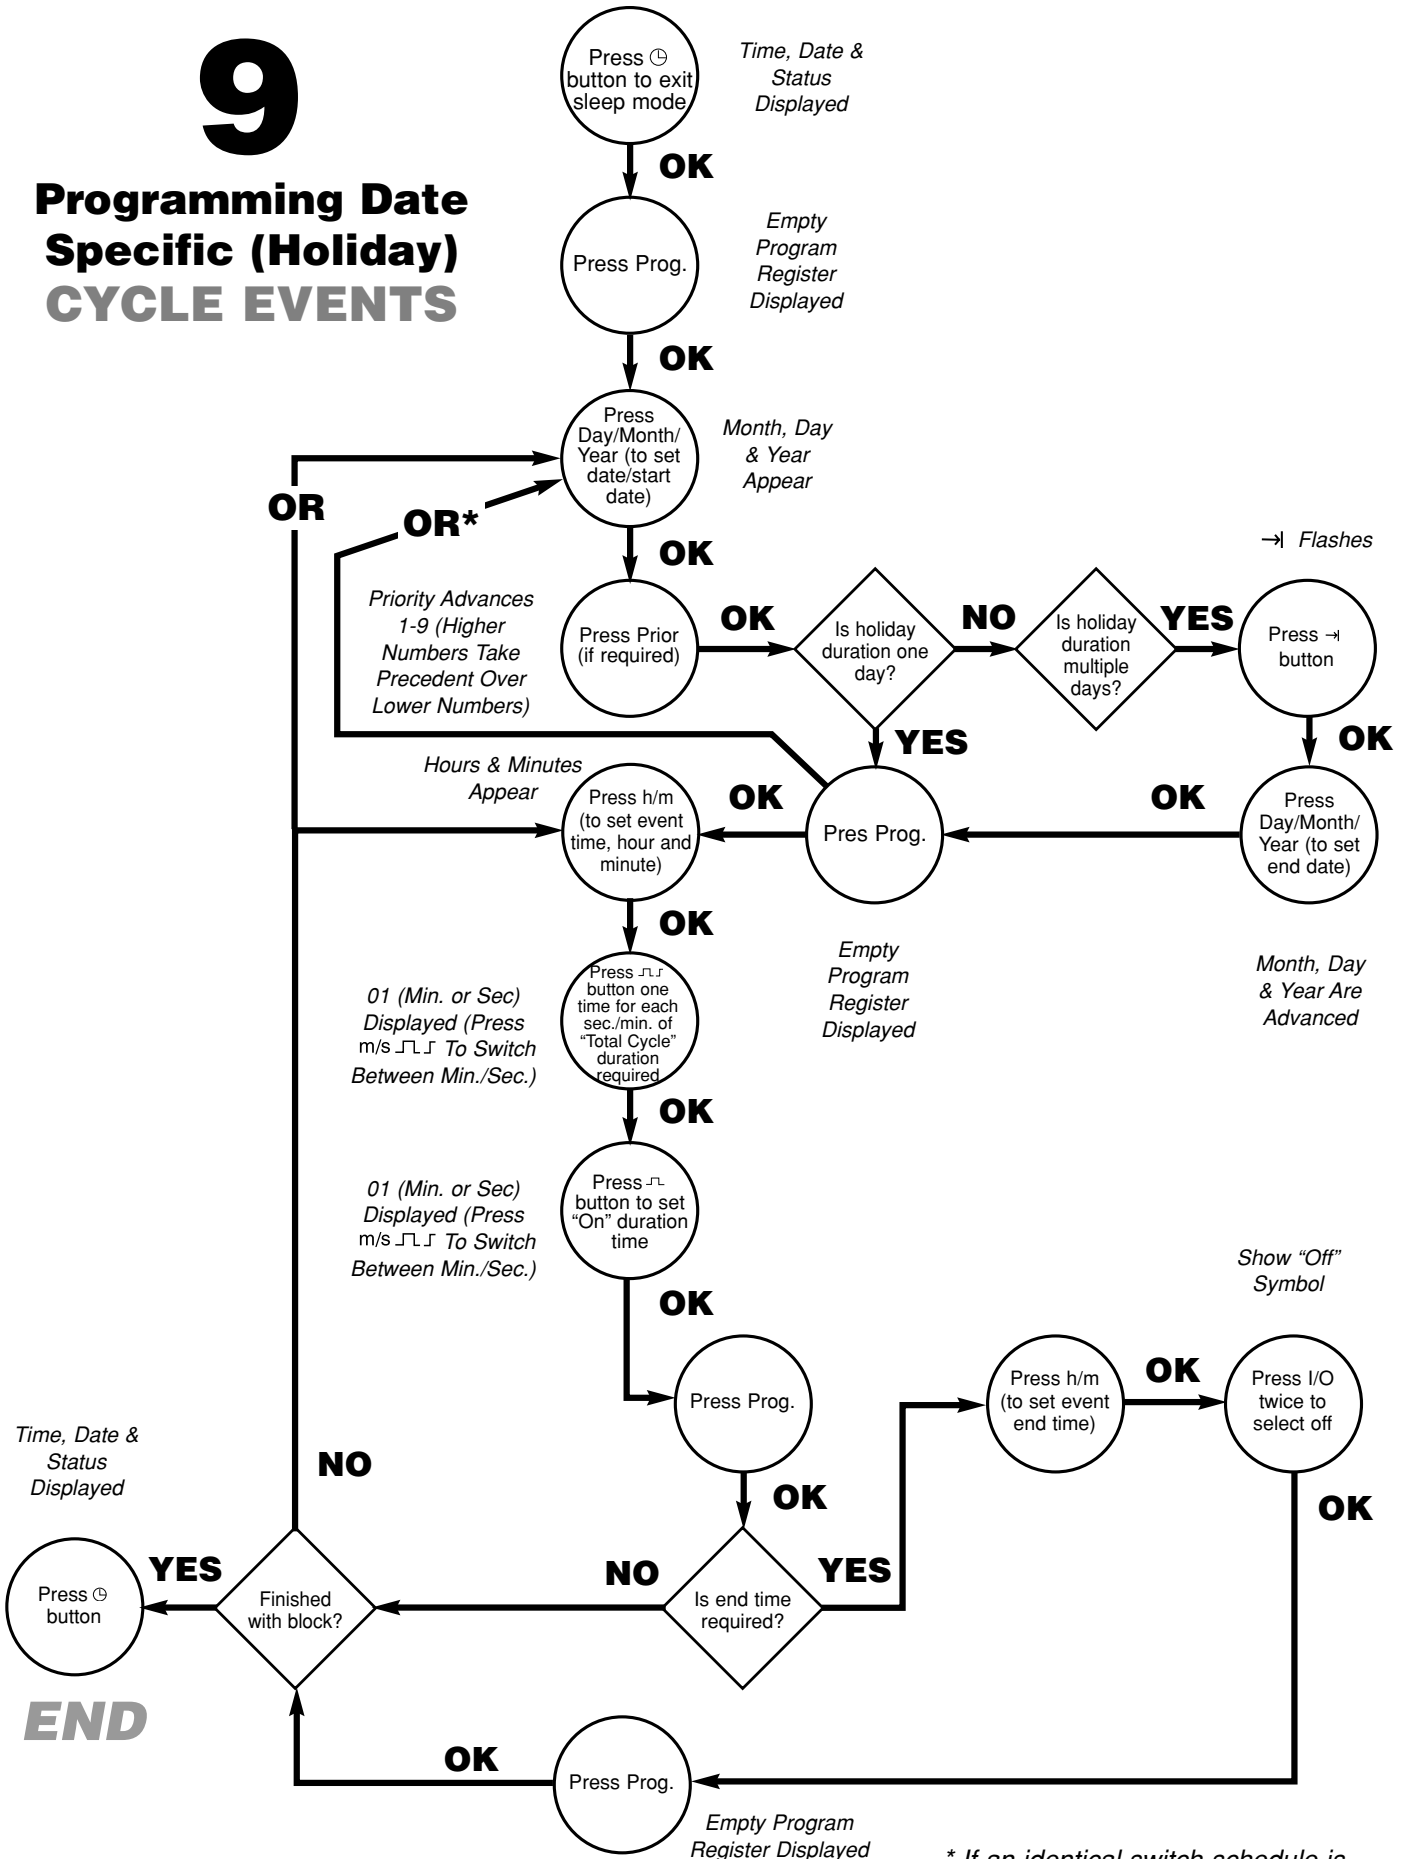 9
Programming Date
Specific (Holiday)
CYCLE EVENTS
Press
button to exit
sleep mode
Time, Date &
Status
Displayed
OK
Press Prog.
Empty
Program
Register
Displayed
OK
Press
Day/Month/
Year (to set
date/start
date)
Month, Day
& Year
Appear
OR
OR*
OK
Priority Advances
1-9 (Higher
Numbers Take
Precedent Over
Lower Numbers)
Press Prior
(if required)
OK
Is holiday
duration one
day?
NO
Is holiday
duration
multiple
days?
YES
Flashes
Press
button
OK
YES
Press
Day/Month/
Year (to set
end date)
Month, Day
& Year Are
Advanced
OK
Pres Prog.
Empty
Program
Register
Displayed
OK
Hours & Minutes
Appear
Press h/m
(to set event
time, hour and
minute)
OK
01 (Min. or Sec)
Displayed (Press
m/s To Switch
Between Min./Sec.)
Press
button one
time for each
sec./min. of
“Total Cycle”
duration
required
OK
01 (Min. or Sec)
Displayed (Press
m/s To Switch
Between Min./Sec.)
Press
button to set
“On” duration
time
OK
Press Prog.
OK
Is end time
required?
YES
Press h/m
(to set event
end time)
OK
Show “Off”
Symbol
Press I/O
twice to
select off
OK
NO
Finished
with block?
NO
YES
Time, Date &
Status
Displayed
Press
button
END
OK
Press Prog.
Empty Program
Register Displayed
* If an identical switch schedule is